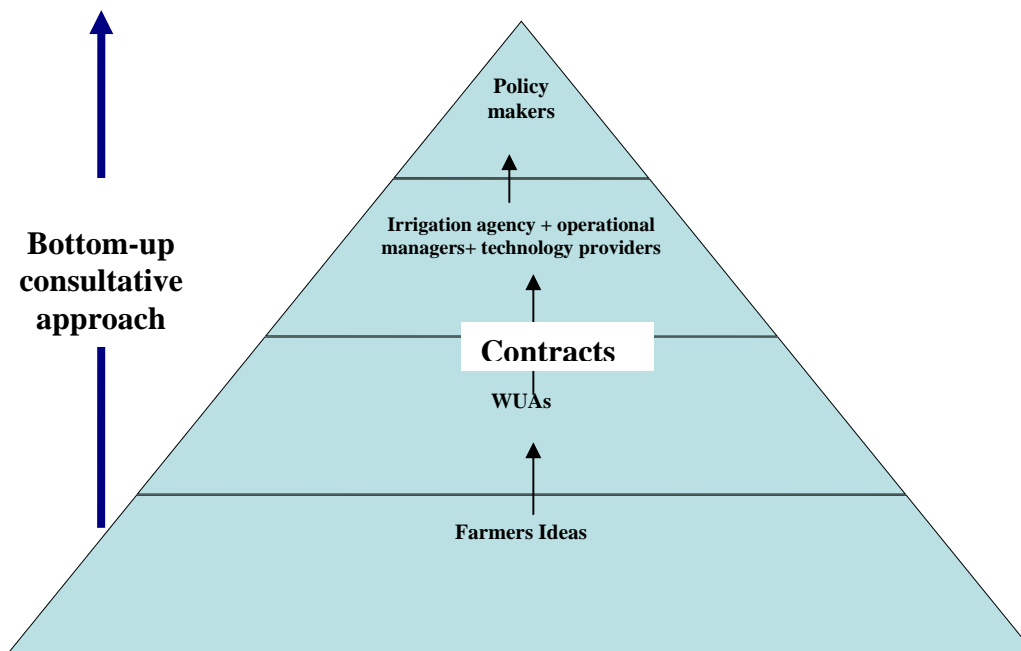 Policy
makers
Irrigation agency + operational
managers+ technology providers
Bottom-up
consultative
approach
Contracts
WUAs
Farmers Ideas